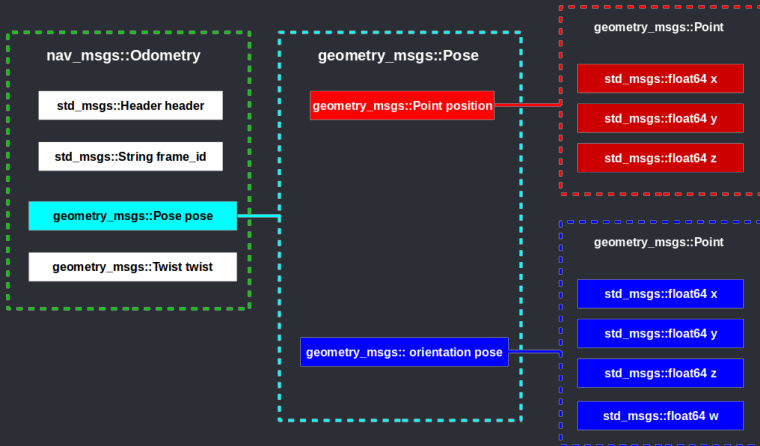 nav_msgs::Odometry
std_msgs::Header header
std_msgs::String frame_id
geometry_msgs::Pose pose
geometry_msgs::Twist twist
geometry_msgs::Pose
geometry_msgs::Point position
geometry_msgs:: orientation pose
geometry_msgs::Point
std_msgs::float64 x
std_msgs::float64 y
std_msgs::float64 z
geometry_msgs::Point
std_msgs::float64 x
std_msgs::float64 y
std_msgs::float64 z
std_msgs::float64 w